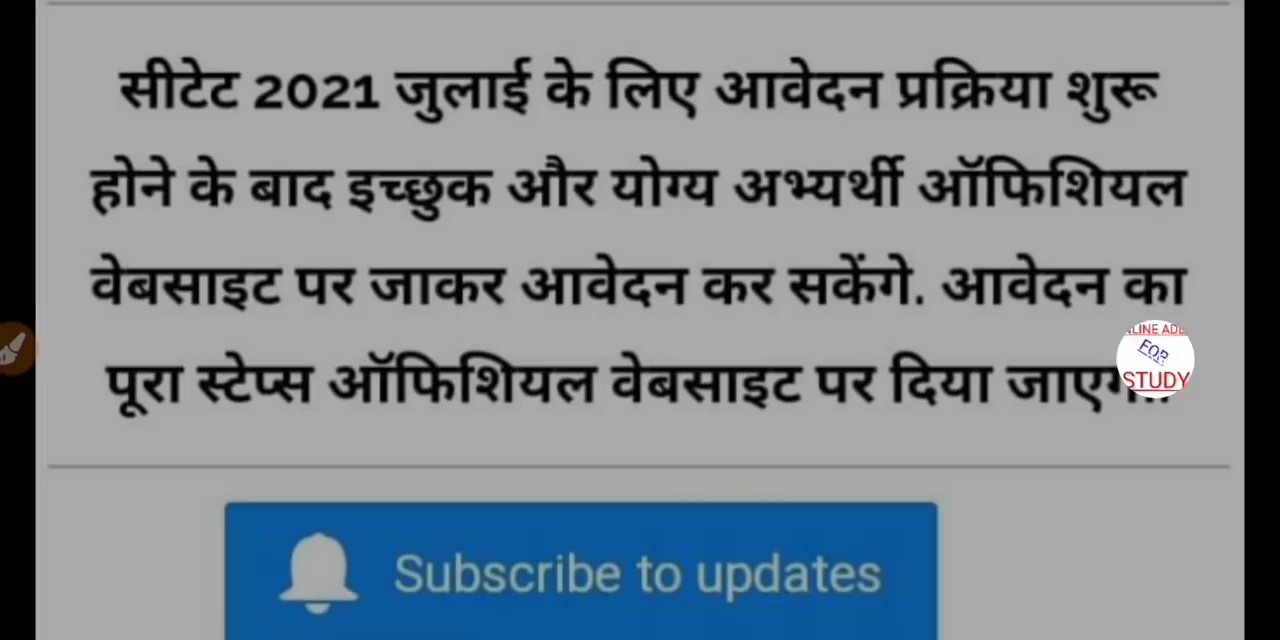 सीटेट 2021 जुलाई के लिए आवेदन प्रक्रिया शुरू
होने के बाद इच्छुक और योग्य अभ्यर्थी ऑफिशियल
वेबसाइट पर जाकर आवेदन कर सकेंगे. आवेदन का
पूरा स्टेप्स ऑफिशियल वेबसाइट पर दिया
FOR
STUDY
Subscribe to updates